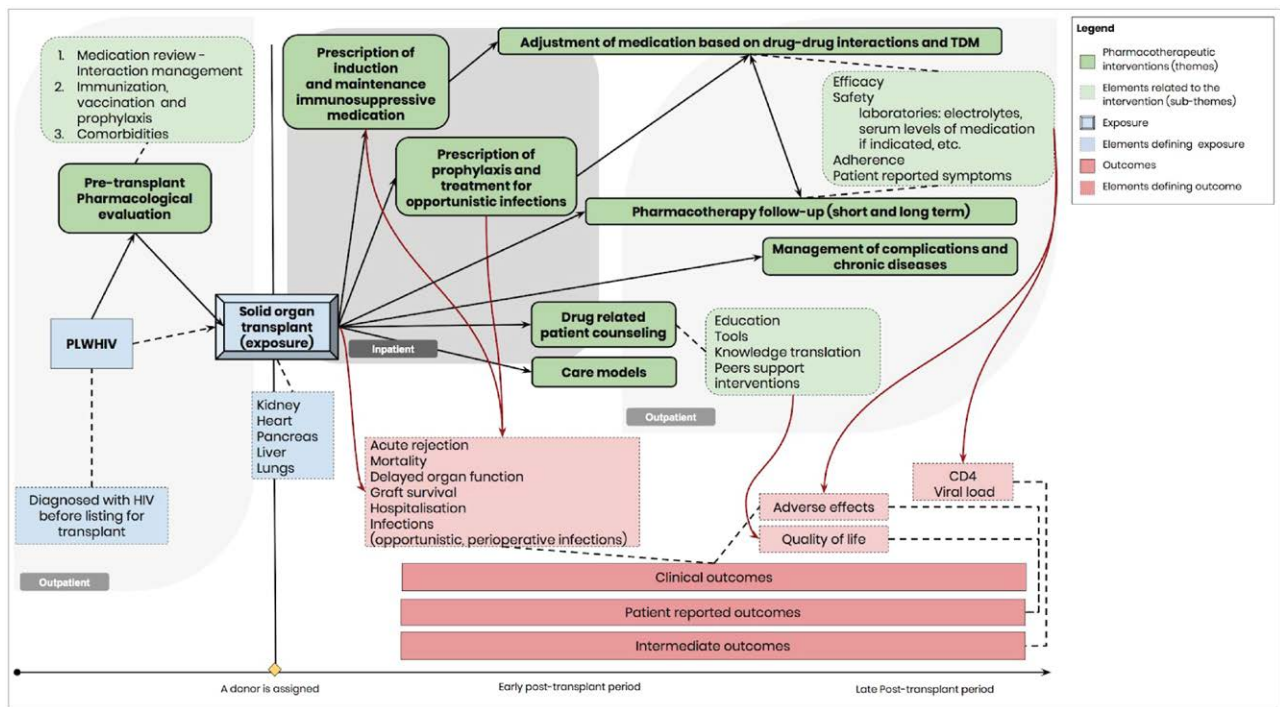 1. Medication review -
Interaction management
2. Immunization,
vaccination and
prophylaxis
3. Comorbidities
Pre-transplant
Pharmacological
evaluation
PLWHIV
Diagnosed with HIV
before listing for
transplant
Outpatient
Solid organ
transplant
(exposure)
Kidney
Heart
Pancreas
Liver
Lungs
Prescription of
induction
and maintenance
immunosuppressive
medication
Prescription of
prophylaxis and
treatment for
opportunistic infections
Inpatient
Adjustment of medication based on drug-drug interactions and TDM
Efficacy
Safety
laboratories: electrolytes,
serum levels of medication
if indicated, etc.
Adherence
Patient reported symptoms
Pharmacotherapy follow-up (short and long term)
Management of complications and
chronic diseases
Drug related
patient counseling
Care models
Education
Tools
Knowledge translation
Peers support
interventions
Outpatient
Acute rejection
Mortality
Delayed organ function
Graft survival
Hospitalisation
Infections
(opportunistic, perioperative infections)
CD4
Viral load
Adverse effects
Quality of life
Clinical outcomes
Patient reported outcomes
Intermediate outcomes
A donor is assigned
Early post-transplant period
Late Post-transplant period
Legend
Pharmacotherapeutic
interventions (themes)
Elements related to the
intervention (sub-themes)
Exposure
Elements defining exposure
Outcomes
Elements defining outcome